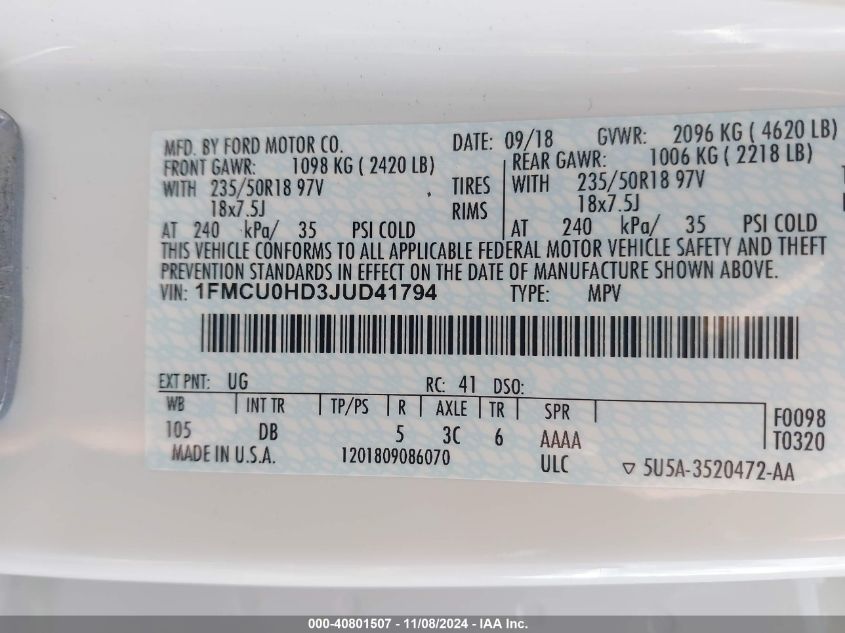 MFD. BY FORD MOTOR CO. DATE: 09/18 GVWR: 2096 KG ( 4620 LB)
FRONT GAWR: 1098 KG ( 2420 LB) REAR GAWR: 1006 KG ( 2218 LB)
WITH 235/50R18 97V TIRES WITH 235/50R18 97V
18x7.5J RIMS 18x7.5J
AT 240 kPa/ 35 PSI COLD AT 240 kPa/ 35 PSI COLD
THIS VEHICLE CONFORMS TO ALL APPLICABLE FEDERAL MOTOR VEHICLE SAFETY AND THEFT
PREVENTION STANDARDS IN EFFECT ON THE DATE OF MANUFACTURE SHOWN ABOVE.
VIN: 1FMCU0HD3JUD41794 TYPE: MPV
EXT PNT: UG RC: 41 DSO:
WB INT TR TP/PS R AXLE TR SPR F0098
105 DB 5 3C 6 AAAA T0320
MADE IN U.S.A. 1201809086070 ULC ▽ 5U5A-3520472-AA
000-40801507 - 11/08/2024 - IAA Inc.